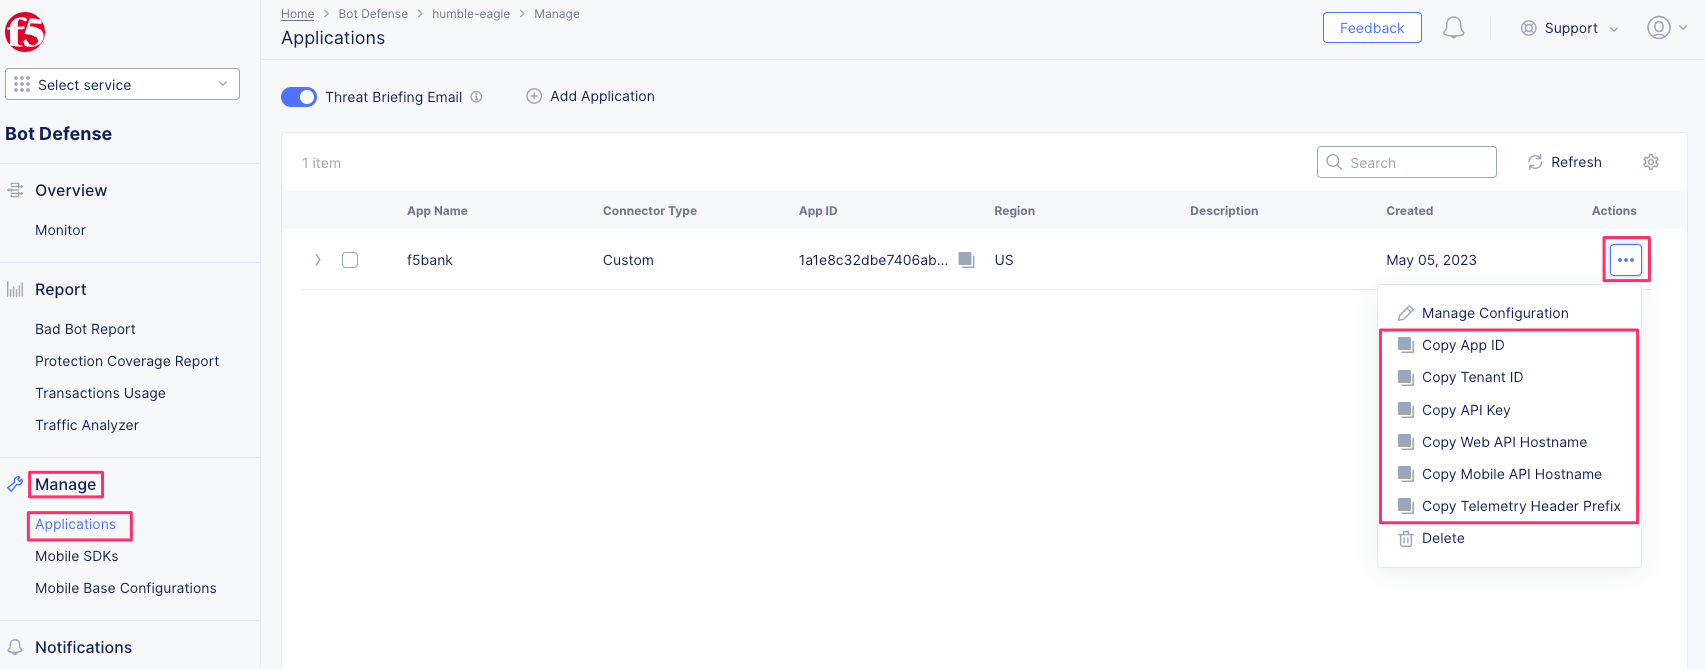 f5
Select service
Bot Defense
Overview
Monitor
Report
Bad Bot Report
Protection Coverage Report
Transactions Usage
Traffic Analyzer
Manage
Applications
Mobile SDKs
Mobile Base Configurations
Notifications
Home > Bot Defense > humble-eagle > Manage
Applications
Feedback
Support
Threat Briefing Email
Add Application
1 item
Search
Refresh
App Name Connector Type App ID Region Description Created Actions
f5bank Custom 1a1e8c32dbe7406ab... US May 05, 2023
Manage Configuration
Copy App ID
Copy Tenant ID
Copy API Key
Copy Web API Hostname
Copy Mobile API Hostname
Copy Telemetry Header Prefix
Delete